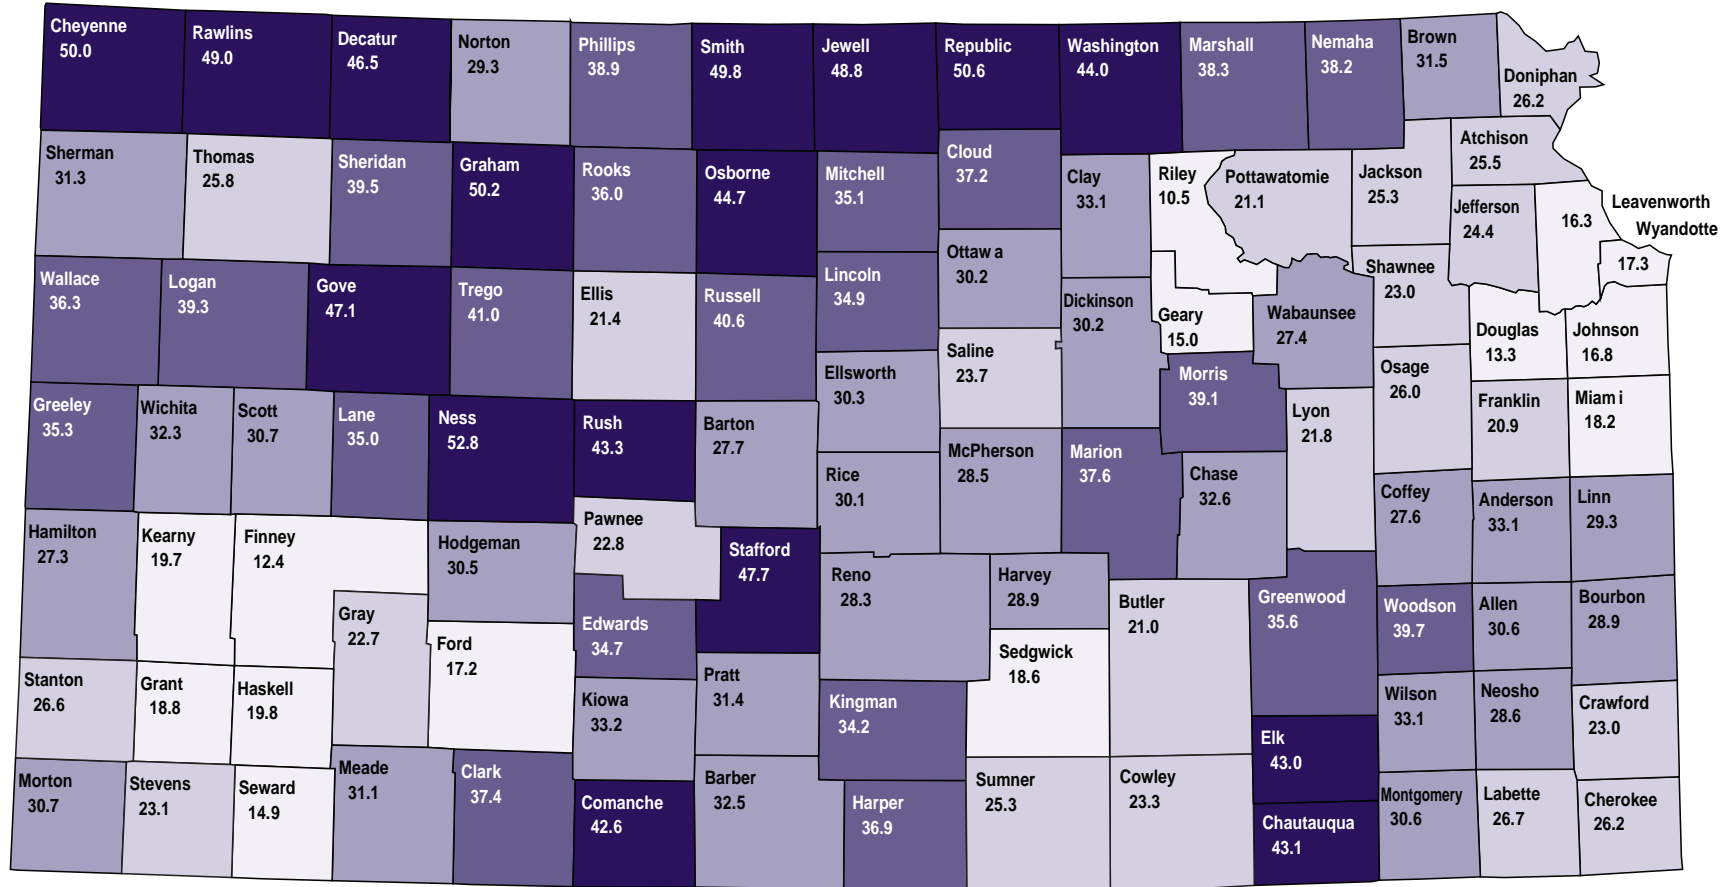 Cheyenne
50.0
Rawlins
49.0
Decatur
46.5
Norton
29.3
Phillips
38.9
Smith
49.8
Jewell
48.8
Republic
50.6
Washington
44.0
Marshall
38.3
Nemaha
38.2
Brown
31.5
Doniphan
26.2
Sherman
31.3
Thomas
25.8
Sheridan
39.5
Graham
50.2
Rooks
36.0
Osborne
44.7
Mitchell
35.1
Cloud
37.2
Clay
33.1
Riley
10.5
Pottawatomie
21.1
Jackson
25.3
Atchison
25.5
Jefferson
24.4
Leavenworth
16.3
Wyandotte
17.3
Wallace
36.3
Logan
39.3
Gove
47.1
Trego
41.0
Ellis
21.4
Russell
40.6
Lincoln
34.9
Ottaw a
30.2
Dickinson
30.2
Geary
15.0
Wabaunsee
27.4
Shawnee
23.0
Douglas
13.3
Johnson
16.8
Saline
23.7
Ellsworth
30.3
Morris
39.1
Osage
26.0
Franklin
20.9
Miam i
18.2
Greeley
35.3
Wichita
32.3
Scott
30.7
Lane
35.0
Ness
52.8
Rush
43.3
Barton
27.7
Rice
30.1
McPherson
28.5
Marion
37.6
Chase
32.6
Lyon
21.8
Coffey
27.6
Anderson
33.1
Linn
29.3
Hamilton
27.3
Kearny
19.7
Finney
12.4
Hodgeman
30.5
Pawnee
22.8
Stafford
47.7
Reno
28.3
Harvey
28.9
Butler
21.0
Greenwood
35.6
Woodson
39.7
Allen
30.6
Bourbon
28.9
Gray
22.7
Ford
17.2
Edwards
34.7
Sedgwick
18.6
Stanton
26.6
Grant
18.8
Haskell
19.8
Kiowa
33.2
Pratt
31.4
Kingman
34.2
Elk
43.0
Wilson
33.1
Neosho
28.6
Crawford
23.0
Morton
30.7
Stevens
23.1
Seward
14.9
Meade
31.1
Clark
37.4
Comanche
42.6
Barber
32.5
Harper
36.9
Sumner
25.3
Cowley
23.3
Chautauqua
43.1
Montgomery
30.6
Labette
26.7
Cherokee
26.2